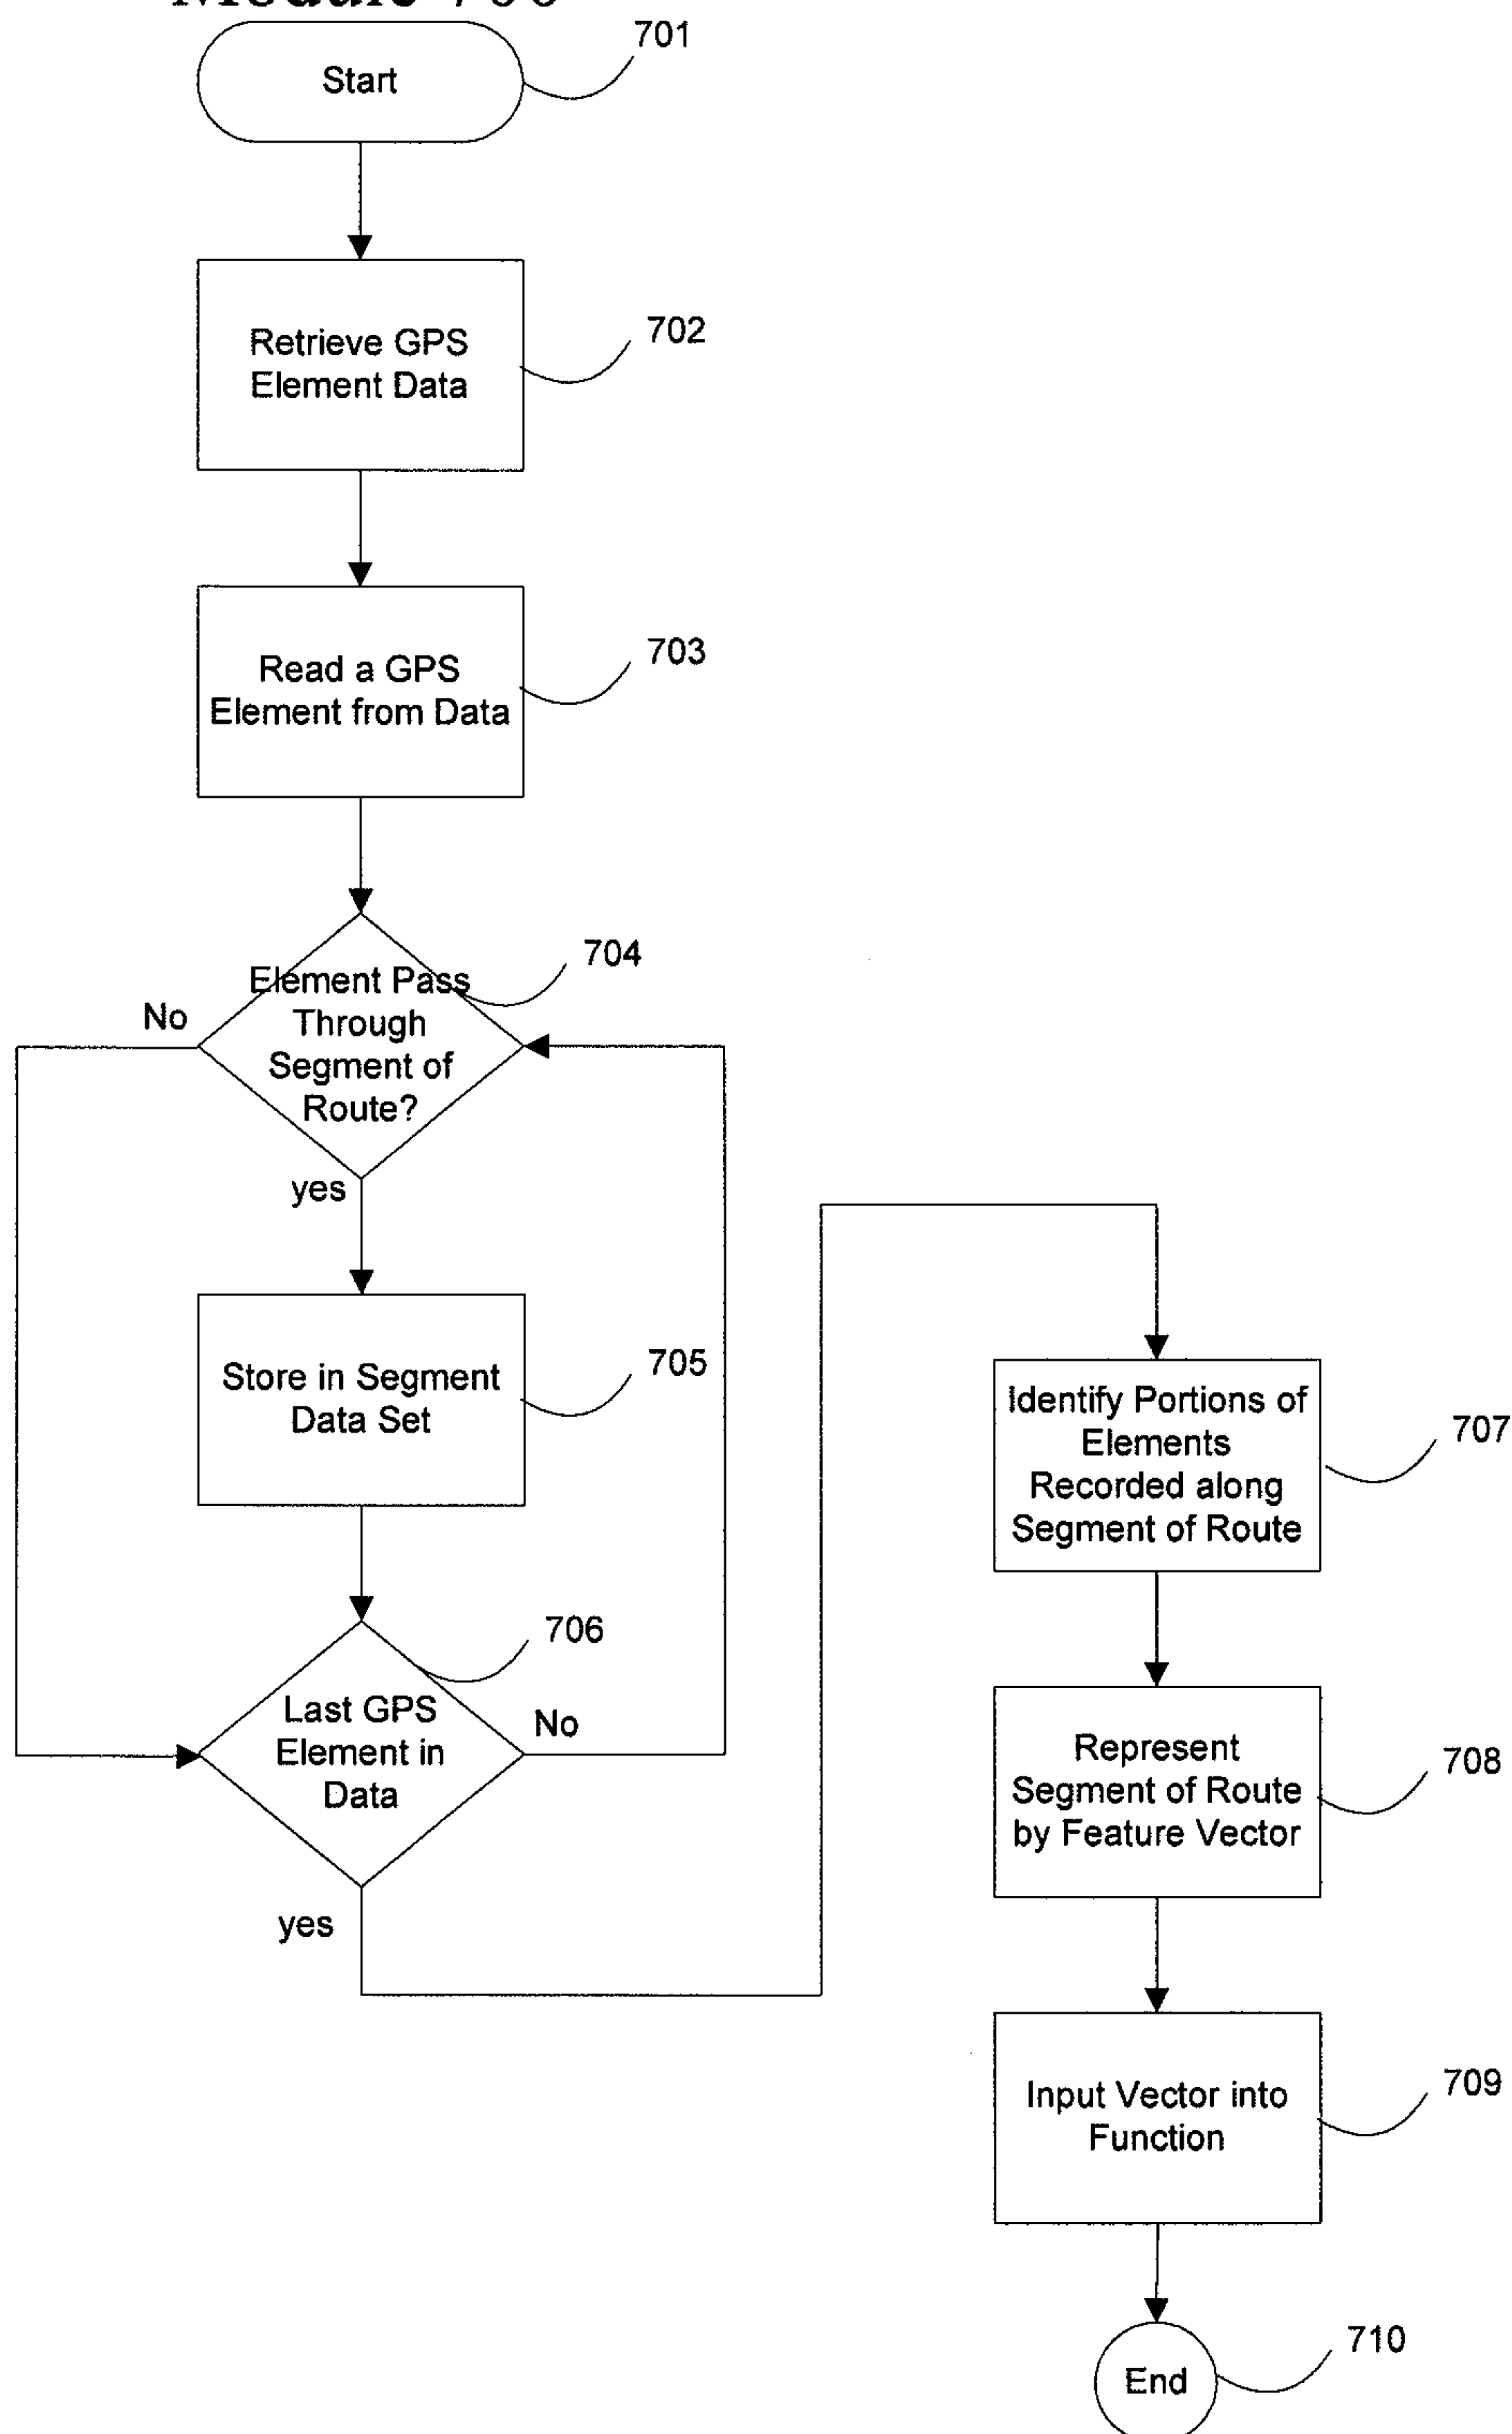 Start
701
Retrieve GPS
Element Data
702
Read a GPS
Element from Data
703
Element Pass
Through
Segment of
Route?
704
No
yes
Store in Segment
Data Set
705
Last GPS
Element in
Data
706
No
yes
Identify Portions of
Elements
Recorded along
Segment of Route
707
Represent
Segment of Route
by Feature Vector
708
Input Vector into
Function
709
End
710